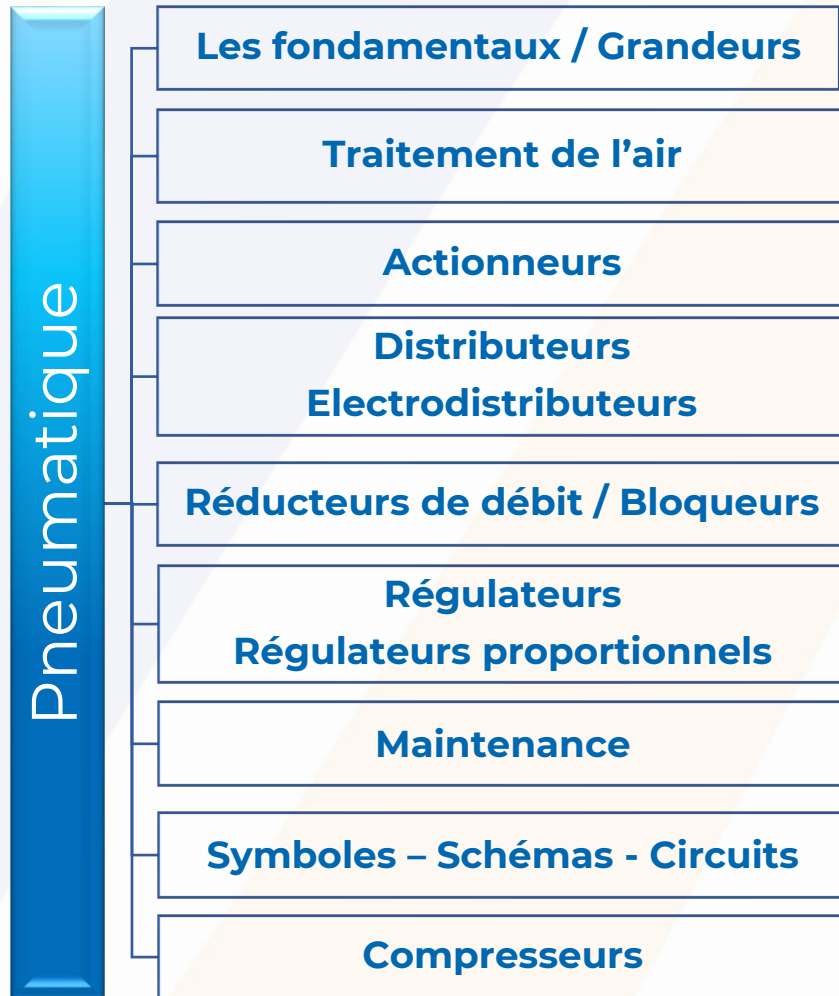 Pneumatique
Les fondamentaux / Grandeurs
Traitement de l’air
Actionneurs
Distributeurs
Electrodistributeurs
Réducteurs de débit / Bloqueurs
Régulateurs
Régulateurs proportionnels
Maintenance
Symboles – Schémas - Circuits
Compresseurs